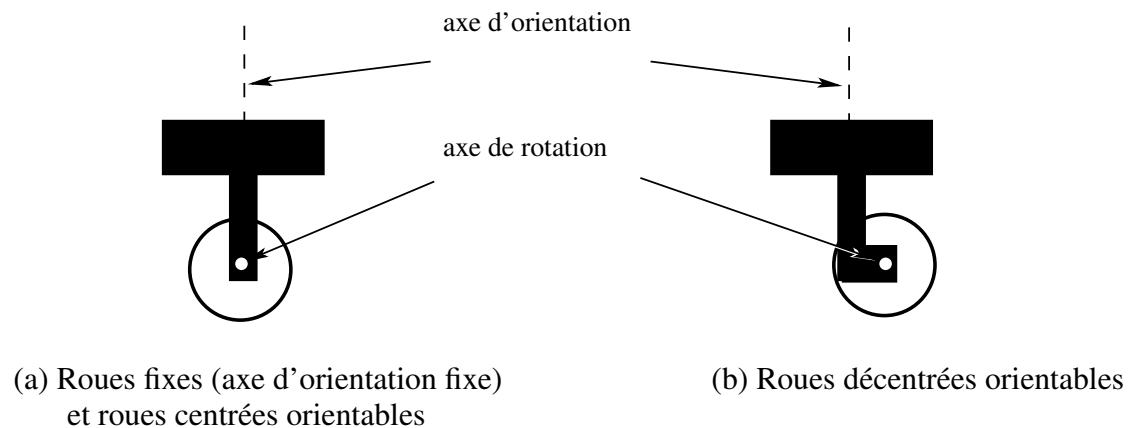 axe d'orientation
axe de rotation
(a) Roues fixes (axe d'orientation fixe)
et roues centrées orientables
(b) Roues décentrées orientables